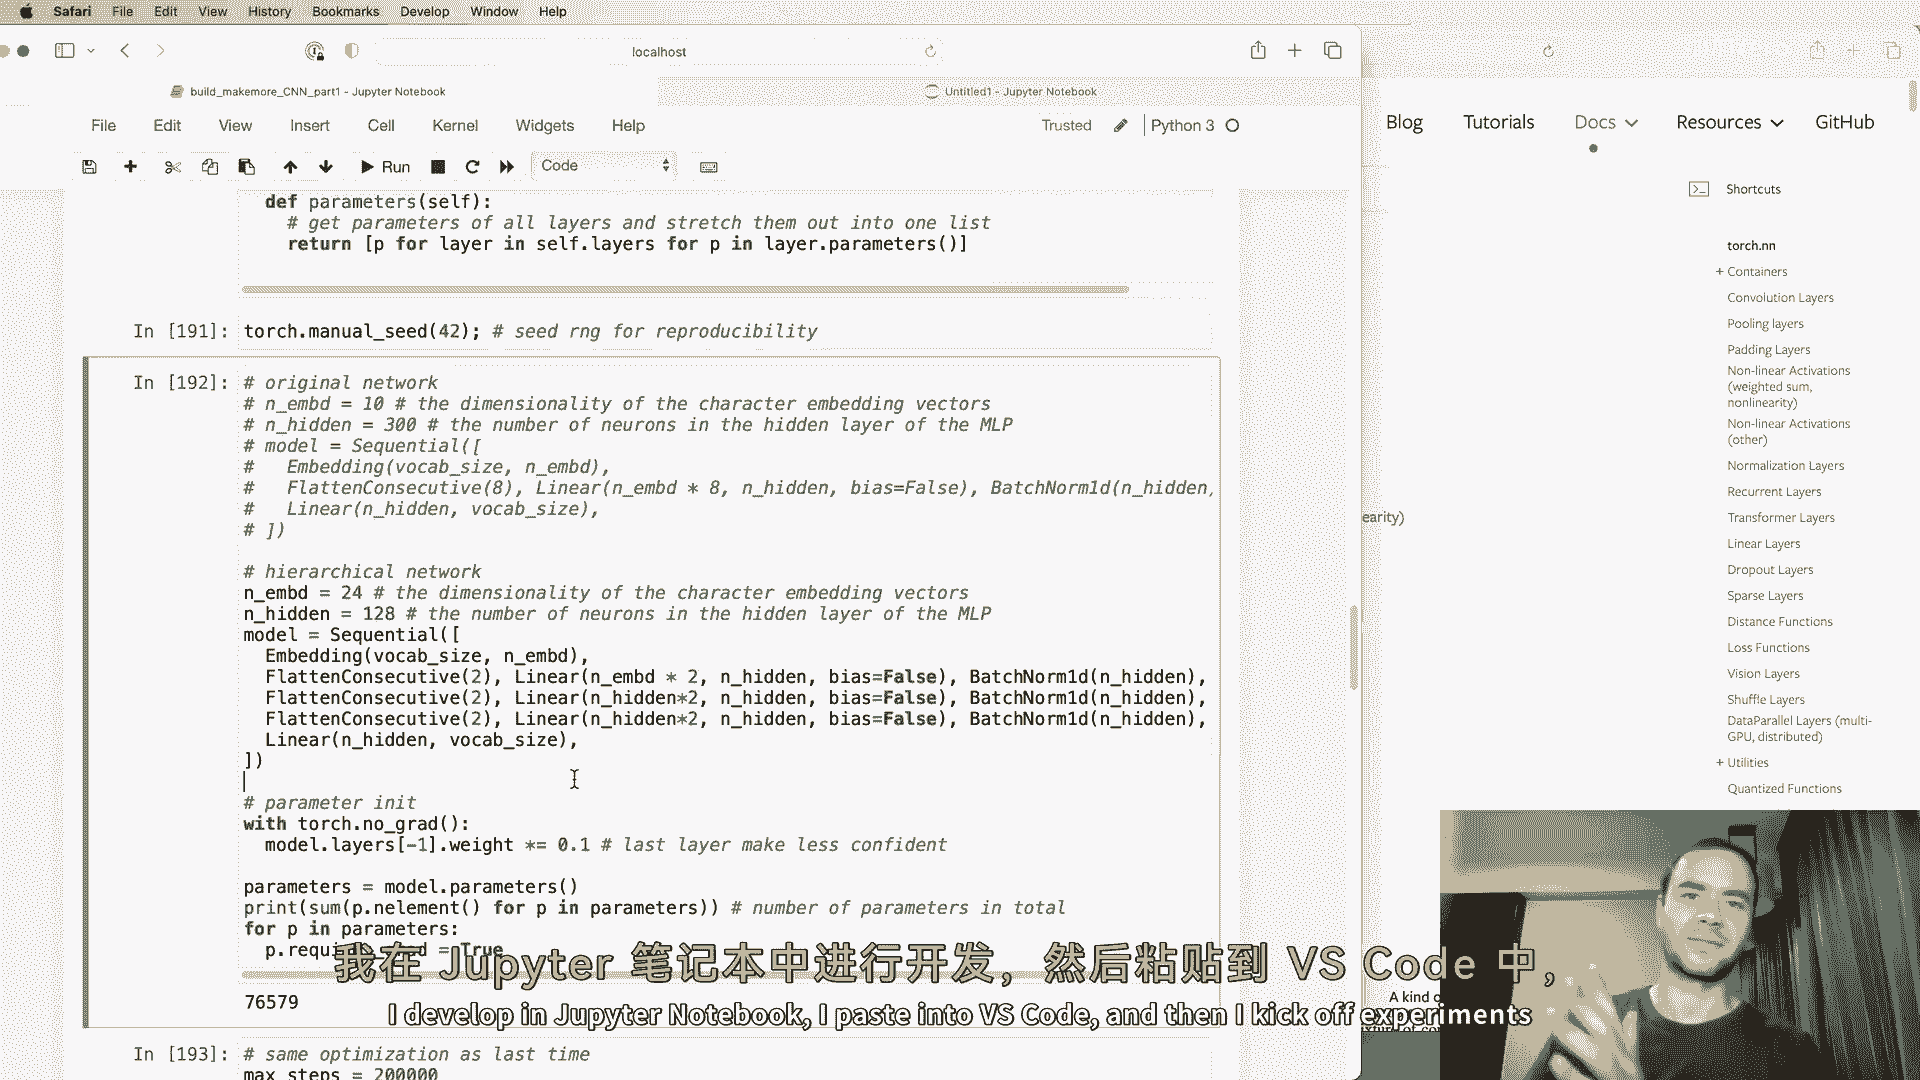 Safari File Edit View History Bookmarks Develop Window Help
localhost
build_makemore_CNN_part1 - Jupyter Notebook
Untitled1 - Jupyter Notebook
File Edit View Insert Cell Kernel Widgets Help
Trusted
Python 3
Run
Code
def parameters(self):
# get parameters of all layers and stretch them out into one list
return [p for layer in self.layers for p in layer.parameters()]
In [191]: torch.manual_seed(42); # seed rng for reproducibility
In [192]: # original network
# n_embd = 10 # the dimensionality of the character embedding vectors
# n_hidden = 300 # the number of neurons in the hidden layer of the MLP
# model = Sequential([
#   Embedding(vocab_size, n_embd),
#   FlattenConsecutive(8), Linear(n_embd * 8, n_hidden, bias=False), BatchNorm1d(n_hidden,
#   Linear(n_hidden, vocab_size),
# ])
# hierarchical network
n_embd = 24 # the dimensionality of the character embedding vectors
n_hidden = 128 # the number of neurons in the hidden layer of the MLP
model = Sequential([
Embedding(vocab_size, n_embd),
FlattenConsecutive(2), Linear(n_embd * 2, n_hidden, bias=False), BatchNorm1d(n_hidden),
FlattenConsecutive(2), Linear(n_hidden*2, n_hidden, bias=False), BatchNorm1d(n_hidden),
FlattenConsecutive(2), Linear(n_hidden*2, n_hidden, bias=False), BatchNorm1d(n_hidden),
Linear(n_hidden, vocab_size),
])
# parameter init
with torch.no_grad():
model.layers[-1].weight *= 0.1 # last layer make less confident
parameters = model.parameters()
print(sum(p.nelement() for p in parameters)) # number of parameters in total
for p in parameters:
= True
76579
In [193]: # same optimization as last time
max_steps = 200000
Blog Tutorials Docs Resources GitHub
Shortcuts
torch.nn
+ Containers
Convolution Layers
Pooling layers
Padding Layers
Non-linear Activations
(weighted sum,
nonlinearity)
Non-linear Activations
(other)
Normalization Layers
Recurrent Layers
Transformer Layers
Linear Layers
Dropout Layers
Sparse Layers
Distance Functions
Loss Functions
Vision Layers
Shuffle Layers
DataParallel Layers (multi-
GPU, distributed)
+ Utilities
Quantized Functions
earity)
A kind
我在 Jupyter 笔记本中进行开发，然后粘贴到 VS Code 中，
I develop in Jupyter Notebook, I paste into VS Code, and then I kick off experiments